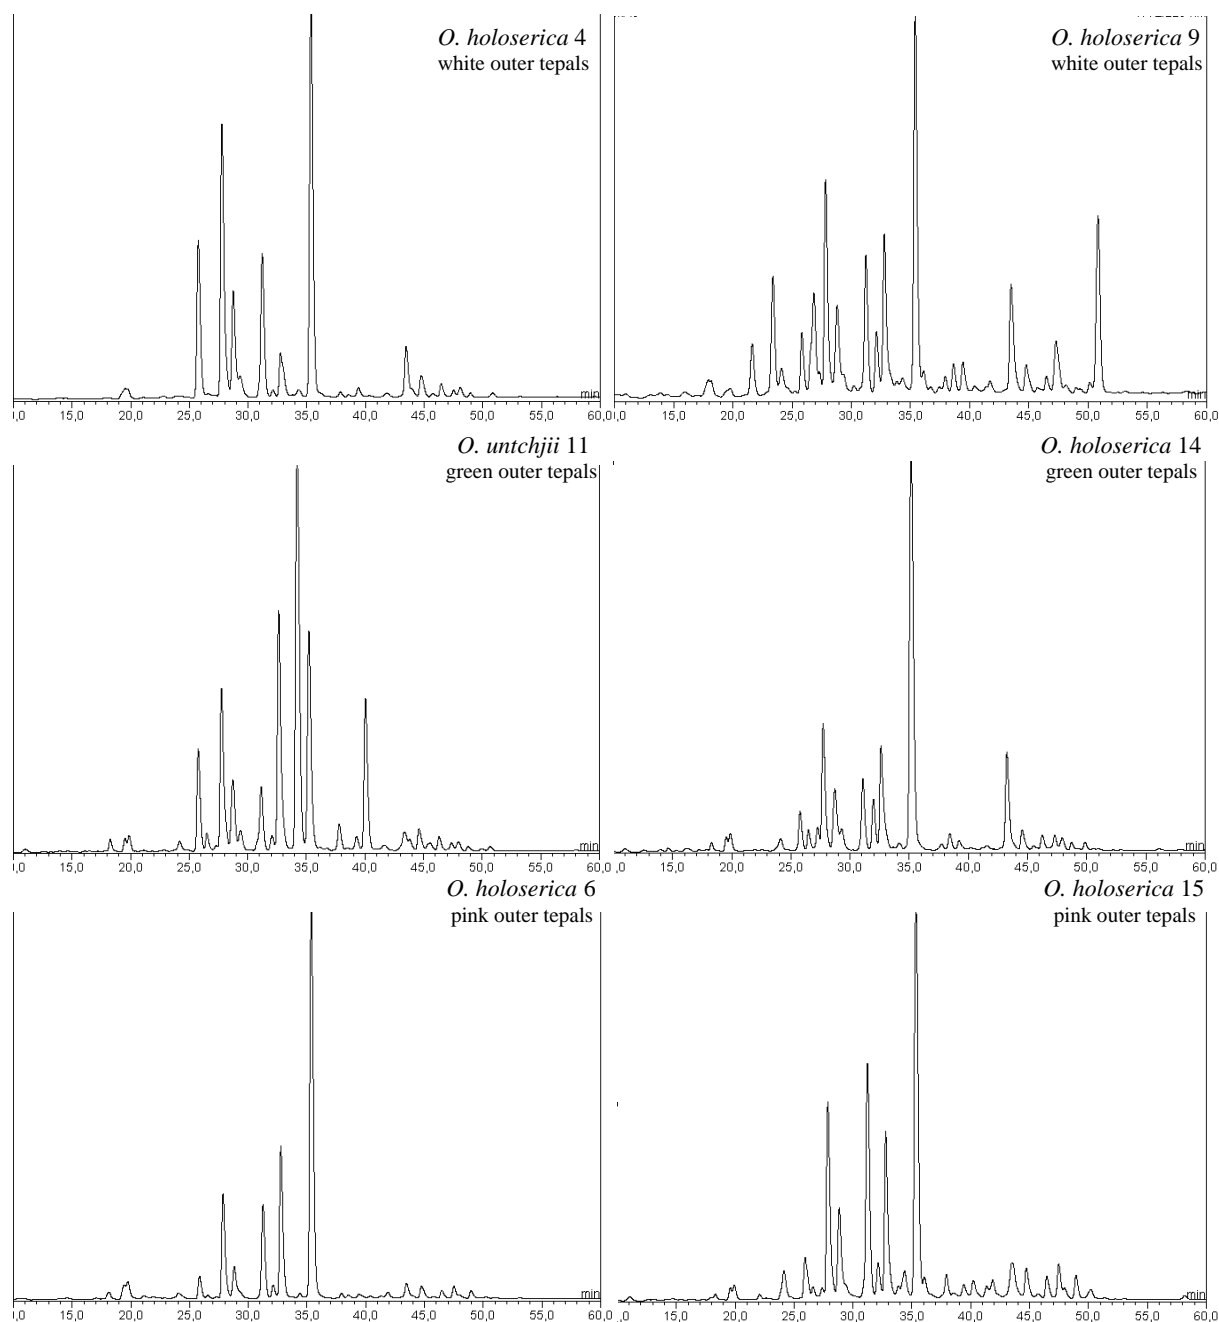 O. holoserica 4
white outer tepals
min
,0 15,0 20,0 25,0 30,0 35,0 40,0 45,0 50,0 55,0 60,0
O. holoserica 9
white outer tepals
min
,0 15,0 20,0 25,0 30,0 35,0 40,0 45,0 50,0 55,0 60,0
O. untchjii 11
green outer tepals
min
,0 15,0 20,0 25,0 30,0 35,0 40,0 45,0 50,0 55,0 60,0
O. holoserica 14
green outer tepals
min
,0 15,0 20,0 25,0 30,0 35,0 40,0 45,0 50,0 55,0 60,0
O. holoserica 6
pink outer tepals
min
,0 15,0 20,0 25,0 30,0 35,0 40,0 45,0 50,0 55,0 60,0
O. holoserica 15
pink outer tepals
min
,0 15,0 20,0 25,0 30,0 35,0 40,0 45,0 50,0 55,0 60,0